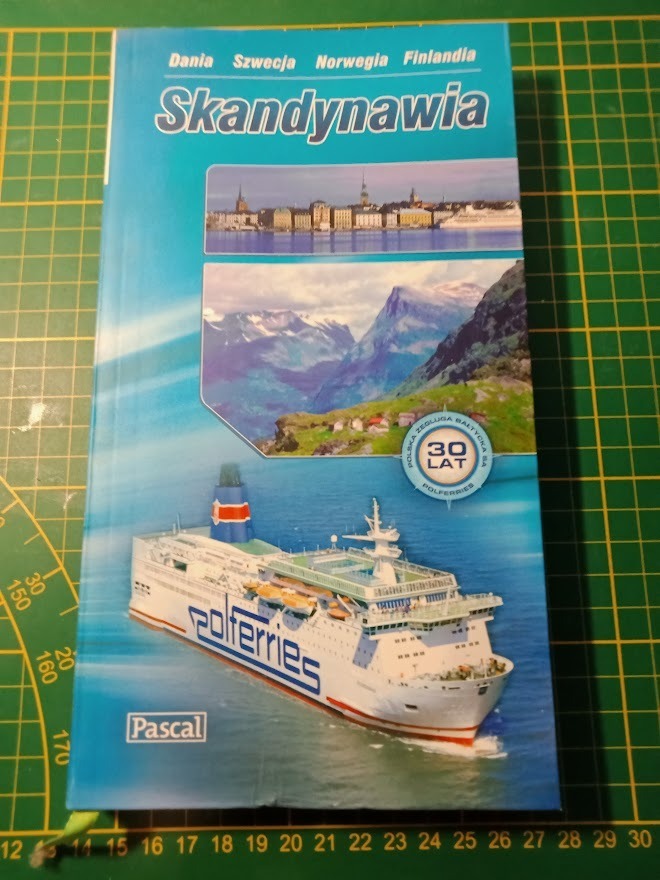 Dania Szwecja Norwegia Finlandia
Skandynawia
POLSKA ŻEGLUGA BAŁTYCKA SA
30
LAT
POLFERRIES
polferries
Pascal
30
150
20
160
170
12 13 14 15 16 17 18 19 20 21 22 23 24 25 26 27 28 29 30